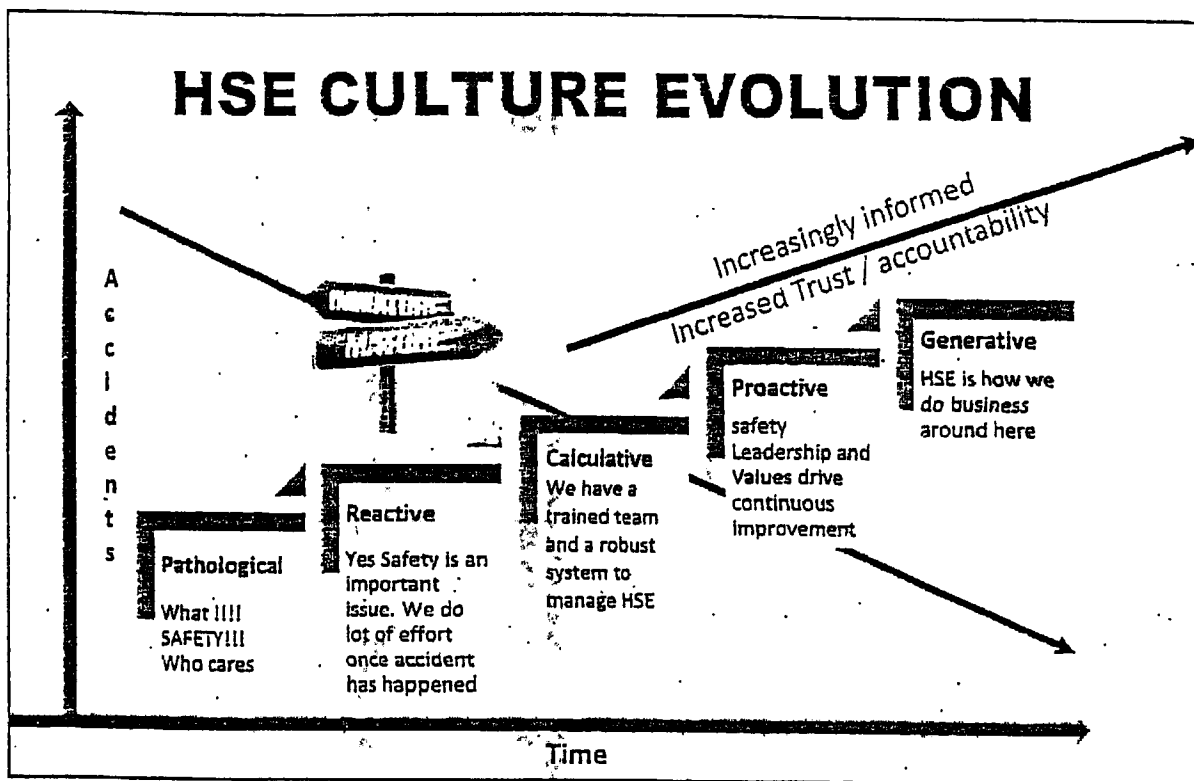 HSE CULTURE EVOLUTION
Accidents
Increasingly informed
Increased Trust / accountability
Pathological
What !!!!
SAFETY!!!
Who cares
Reactive
Yes Safety is an
important
issue. We do
lot of effort
once accident
has happened
Calculative
We have a
trained team
and a robust
system to
manage HSE
Proactive
safety
Leadership and
Values drive
continuous
improvement
Generative
HSE is how we
do business
around here
Time